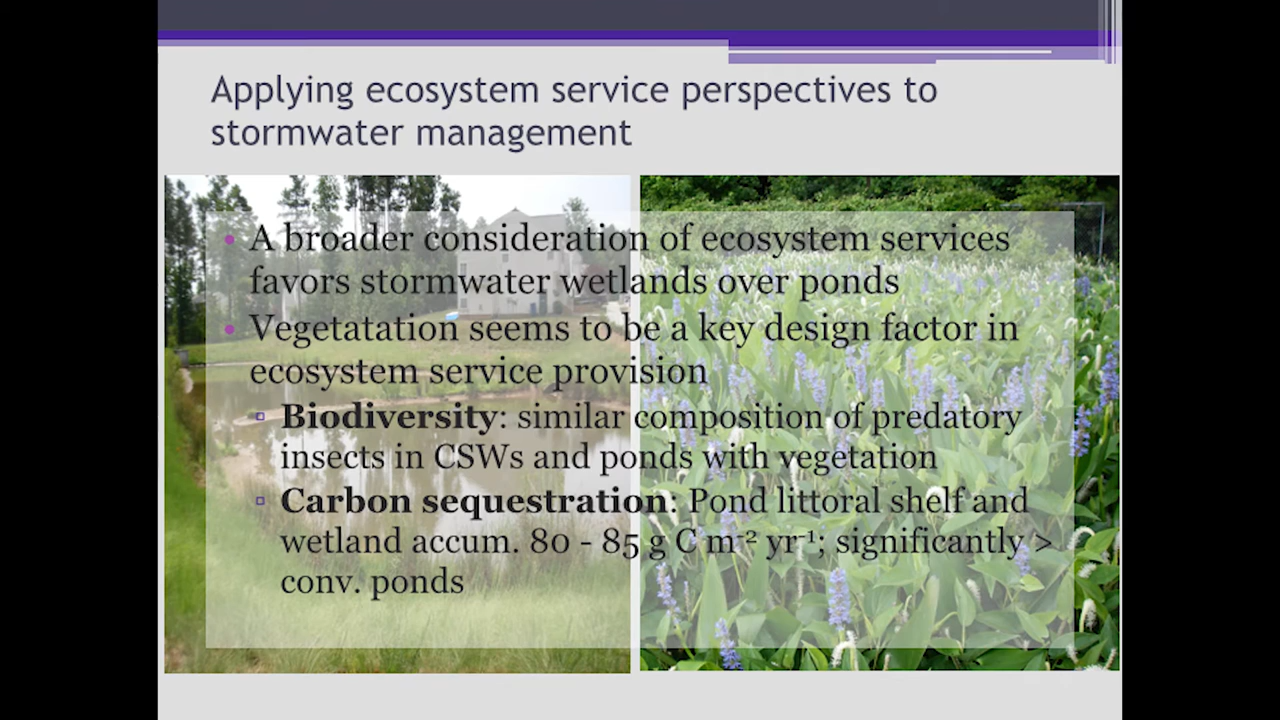 Applying ecosystem service perspectives to
stormwater management
• A broader consideration of ecosystem services
favors stormwater wetlands over ponds
• Vegetatation seems to be a key design factor in
ecosystem service provision
▫ Biodiversity: similar composition of predatory
insects in CSWs and ponds with vegetation
▫ Carbon sequestration: Pond littoral shelf and
wetland accum. 80 - 85 g C m⁻² yr⁻¹; significantly >
conv. ponds